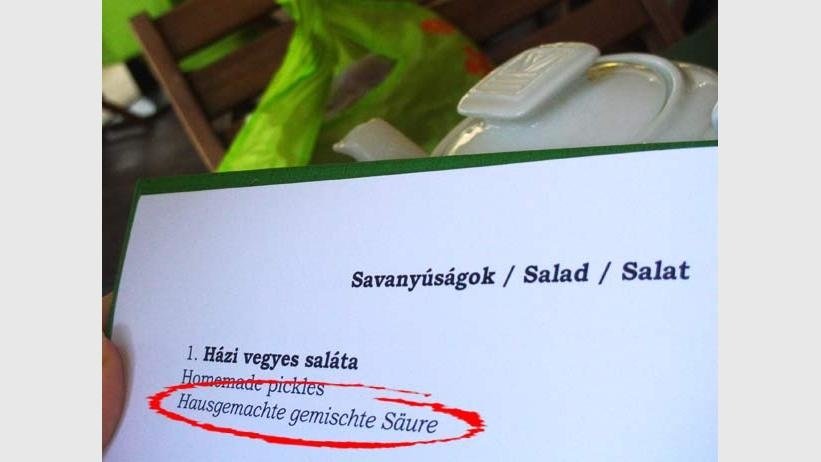 Savanyúságok / Salad / Salat
1. Házi vegyes saláta
Homemade pickles
Hausgemachte gemischte Säure